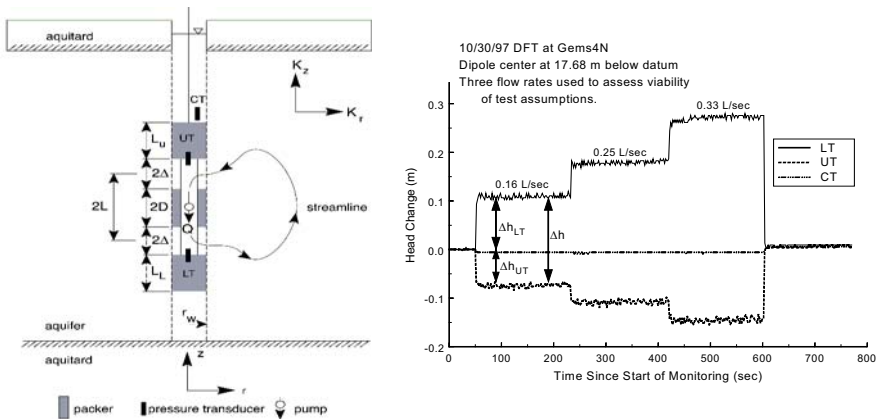 aquitard
K_z
K_r
CT
L_u
UT
2Δ
2L
2D
Q
streamline
2Δ
L_L
LT
r_w
aquifer
aquitard
z
r
packer
pressure transducer
pump
10/30/97 DFT at Gems4N
Dipole center at 17.68 m below datum
Three flow rates used to assess viability
of test assumptions.
0.3
0.2
0.1
0.0
-0.1
-0.2
Head Change (m)
0.16 L/sec
0.25 L/sec
0.33 L/sec
LT
UT
CT
Δh_LT
Δh
Δh_UT
0 100 200 300 400 500 600 700 800
Time Since Start of Monitoring (sec)